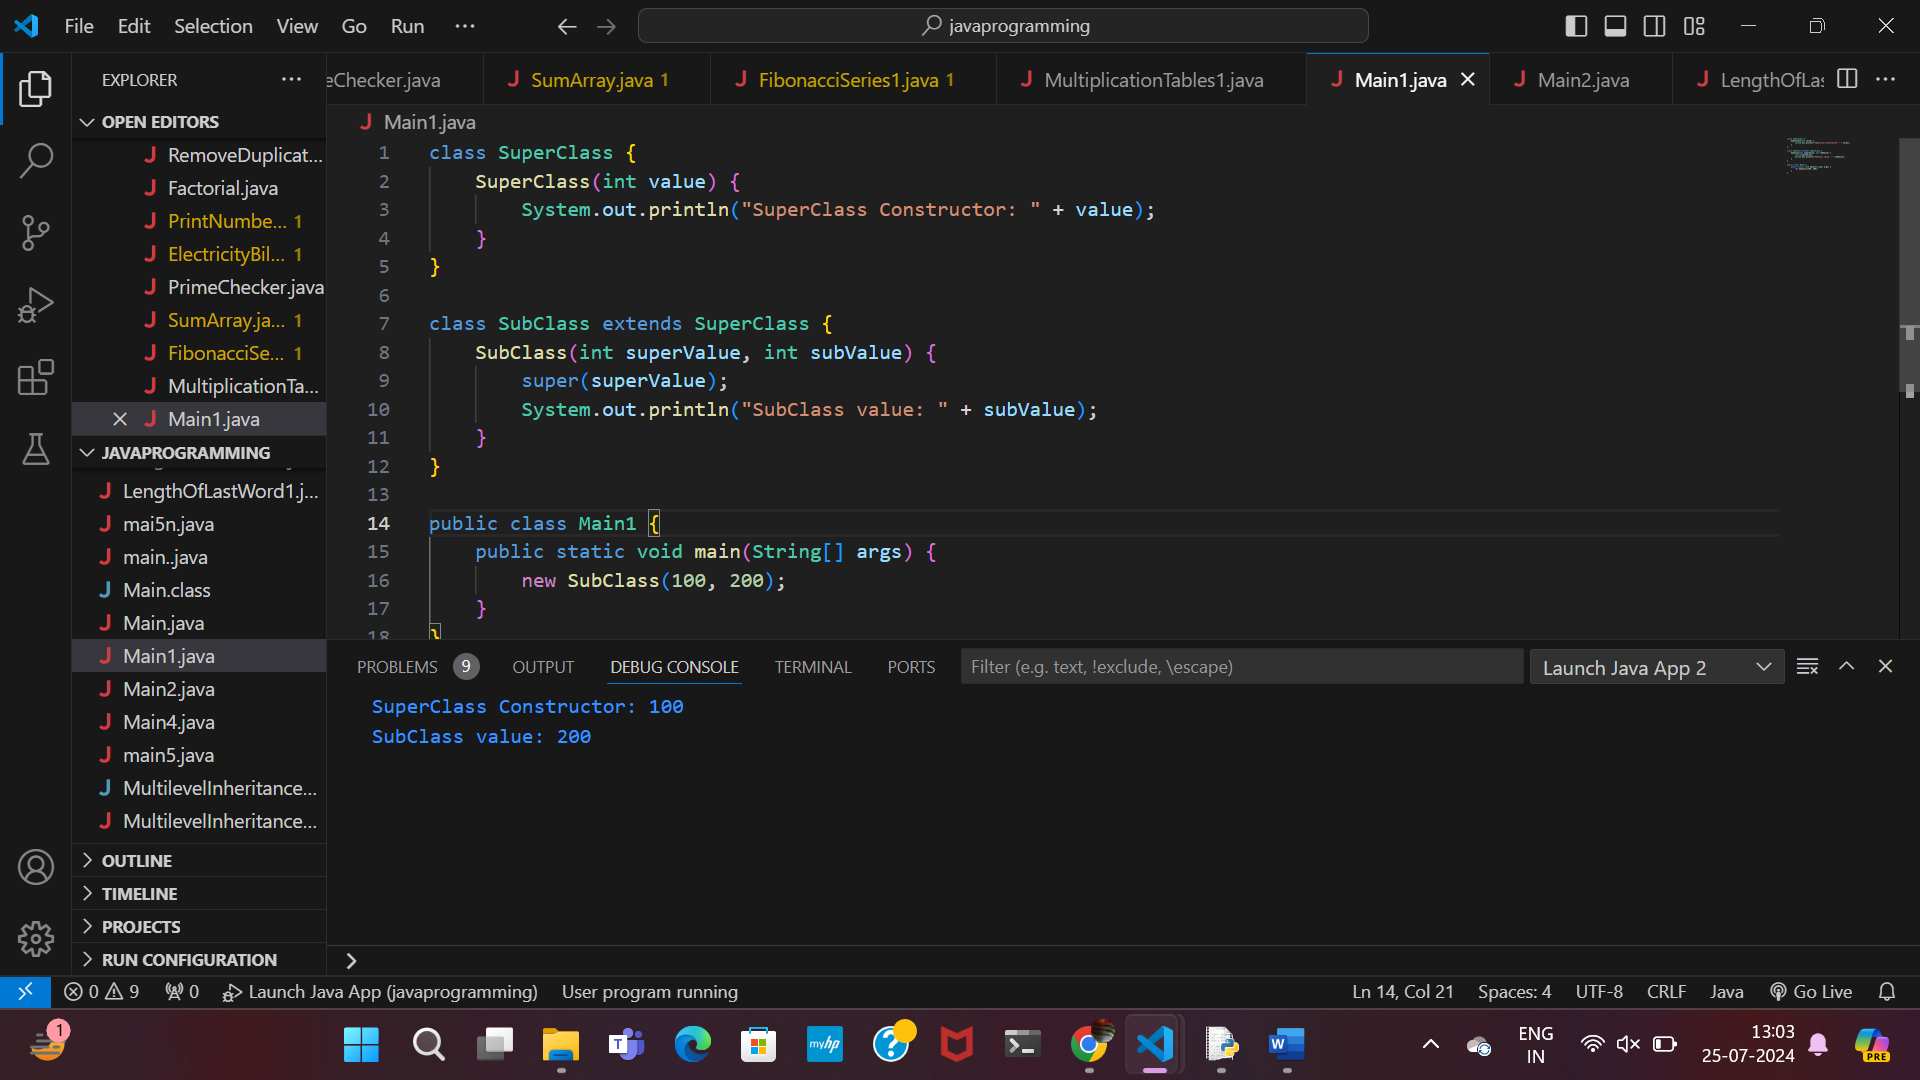 File Edit Selection View Go Run ··· javaprogramming
EXPLORER ···
eChecker.java SumArray.java 1 FibonacciSeries1.java 1 MultiplicationTables1.java Main1.java Main2.java LengthOfLas ···
OPEN EDITORS
RemoveDuplicat...
Factorial.java
PrintNumbe... 1
ElectricityBil... 1
PrimeChecker.java
SumArray.ja... 1
FibonacciSe... 1
MultiplicationTa...
Main1.java
JAVAPROGRAMMING
LengthOfLastWord1.j...
mai5n.java
main..java
Main.class
Main.java
Main1.java
Main2.java
Main4.java
main5.java
MultilevelInheritance...
MultilevelInheritance...
OUTLINE
TIMELINE
PROJECTS
RUN CONFIGURATION
Main1.java
1 class SuperClass {
2 SuperClass(int value) {
3 System.out.println("SuperClass Constructor: " + value);
4 }
5 }
6
7 class SubClass extends SuperClass {
8 SubClass(int superValue, int subValue) {
9 super(superValue);
10 System.out.println("SubClass value: " + subValue);
11 }
12 }
13
14 public class Main1 {
15 public static void main(String[] args) {
16 new SubClass(100, 200);
17 }
18 }
PROBLEMS 9 OUTPUT DEBUG CONSOLE TERMINAL PORTS Filter (e.g. text, !exclude, \escape) Launch Java App 2
SuperClass Constructor: 100
SubClass value: 200
0 9 0 Launch Java App (javaprogramming) User program running Ln 14, Col 21 Spaces: 4 UTF-8 CRLF Java Go Live
1 myhp W PRE
ENG
IN
13:03
25-07-2024